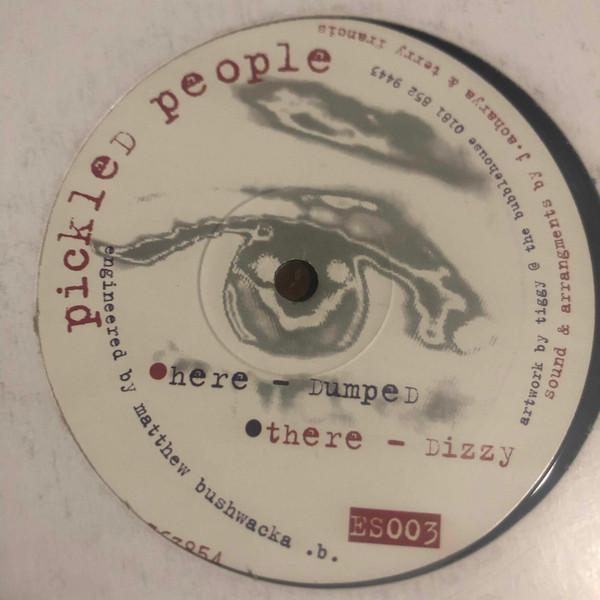 pickleD people
sound & arrangments by j.acharya & terry francis
artwork by tiggy @ the bubblehouse 0181 852 9443
engineered by matthew bushwacka .b.
here - DumpeD
there - Dizzy
ES003